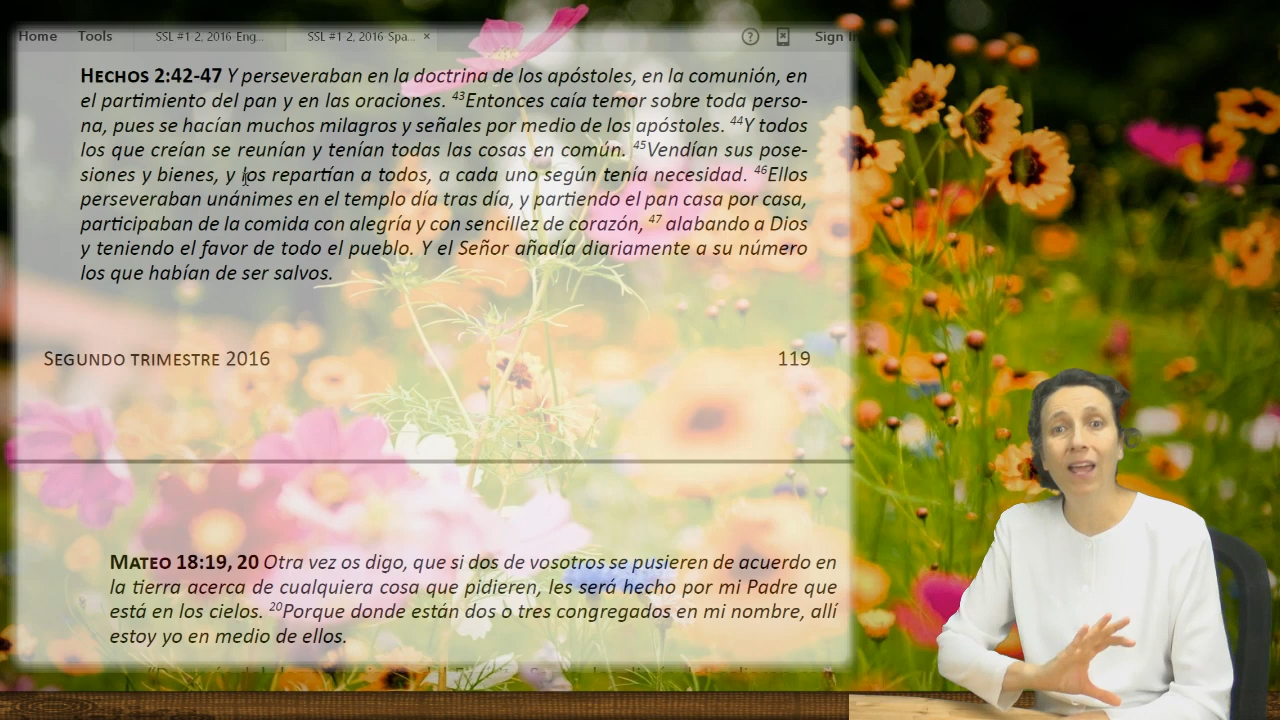 Home Tools SSL #1 2, 2016-Eng... SSL #1 2, 2016-Spa... × ? Sign In
HECHOS 2:42-47 Y perseveraban en la doctrina de los apóstoles, en la comunión, en
el partimiento del pan y en las oraciones. 43Entonces caía temor sobre toda perso-
na, pues se hacían muchos milagros y señales por medio de los apóstoles. 44Y todos
los que creían se reunían y tenían todas las cosas en común. 45Vendían sus pose-
siones y bienes, y los repartían a todos, a cada uno según tenía necesidad. 46Ellos
perseveraban unánimes en el templo día tras día, y partiendo el pan casa por casa,
participaban de la comida con alegría y con sencillez de corazón, 47 alabando a Dios
y teniendo el favor de todo el pueblo. Y el Señor añadía diariamente a su número
los que habían de ser salvos.
SEGUNDO TRIMESTRE 2016 119
MATEO 18:19, 20 Otra vez os digo, que si dos de vosotros se pusieren de acuerdo en
la tierra acerca de cualquiera cosa que pidieren, les será hecho por mi Padre que
está en los cielos. 20Porque donde están dos o tres congregados en mi nombre, allí
estoy yo en medio de ellos.